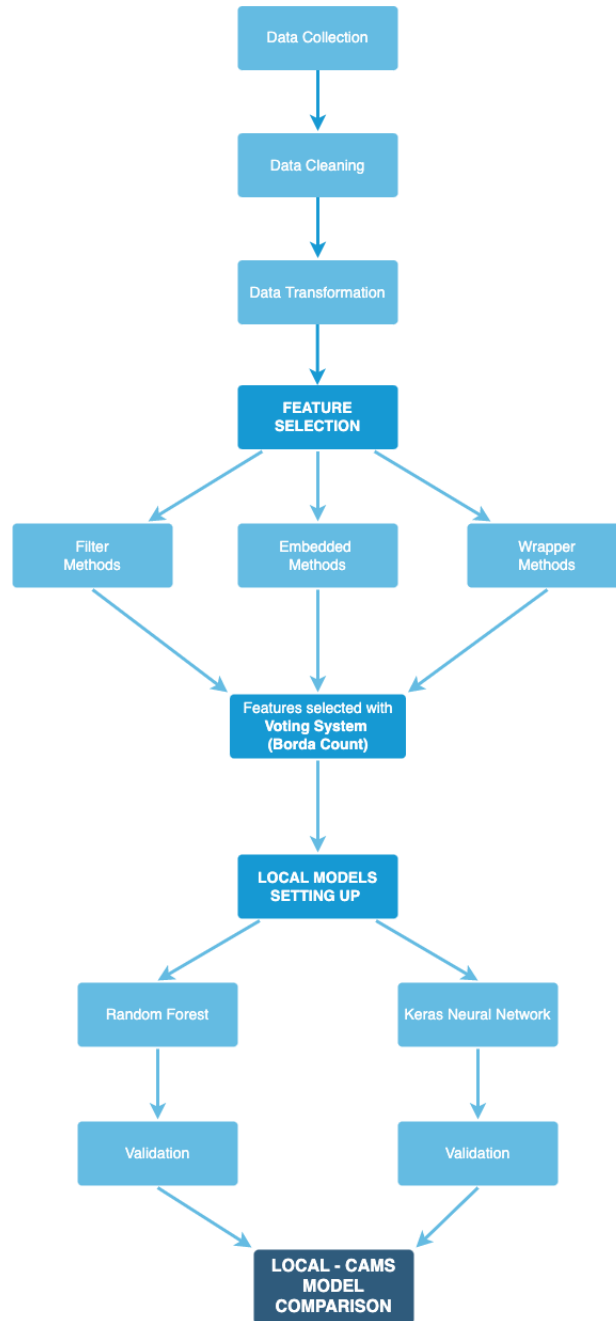 Data Collection
Data Cleaning
Data Transformation
FEATURE
SELECTION
Filter
Methods
Embedded
Methods
Wrapper
Methods
Features selected with
Voting System
(Borda Count)
LOCAL MODELS
SETTING UP
Random Forest
Keras Neural Network
Validation
Validation
LOCAL - CAMS
MODEL
COMPARISON